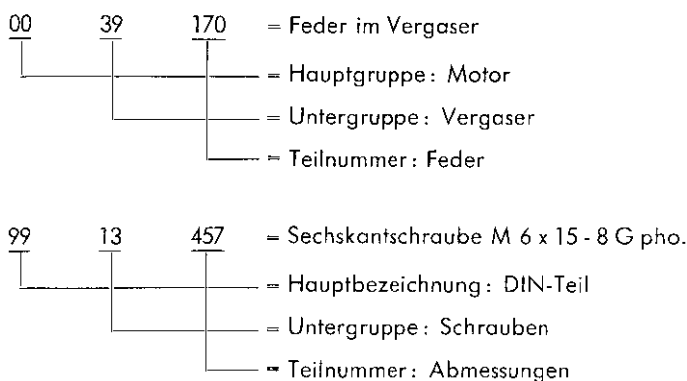 00 39 170 = Feder im Vergaser
= Hauptgruppe: Motor
= Untergruppe: Vergaser
= Teilnummer: Feder
99 13 457 = Sechskantschraube M 6 x 15 - 8 G pho.
= Hauptbezeichnung: DIN-Teil
= Untergruppe: Schrauben
= Teilnummer: Abmessungen